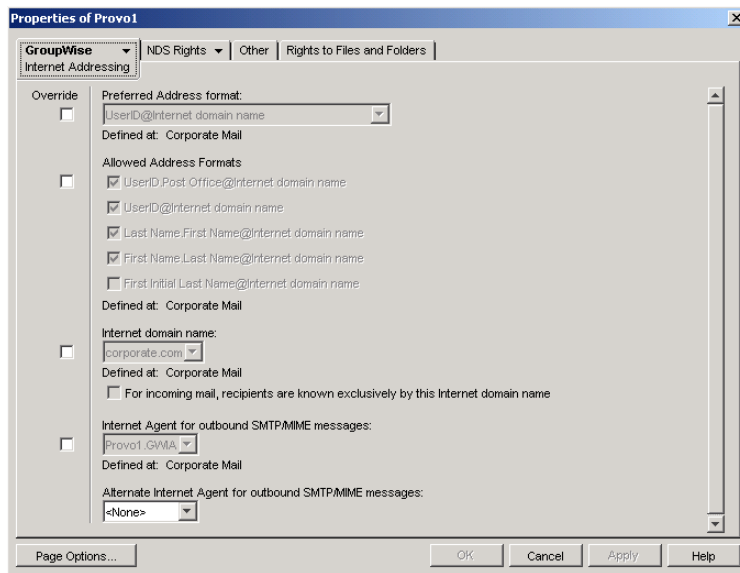 Properties of Provo1
GroupWise
NDS Rights
Other
Rights to Files and Folders
Internet Addressing
Override
Preferred Address format:
UserID@Internet domain name
Defined at: Corporate Mail
Allowed Address Formats
UserID.Post Office@Internet domain name
UserID@Internet domain name
Last Name.First Name@Internet domain name
First Name.Last Name@Internet domain name
First Initial Last Name@Internet domain name
Defined at: Corporate Mail
Internet domain name:
corporate.com
Defined at: Corporate Mail
For incoming mail, recipients are known exclusively by this Internet domain name
Internet Agent for outbound SMTP/MIME messages:
Provo1.GWIA
Defined at: Corporate Mail
Alternate Internet Agent for outbound SMTP/MIME messages:
<None>
Page Options...
OK
Cancel
Apply
Help